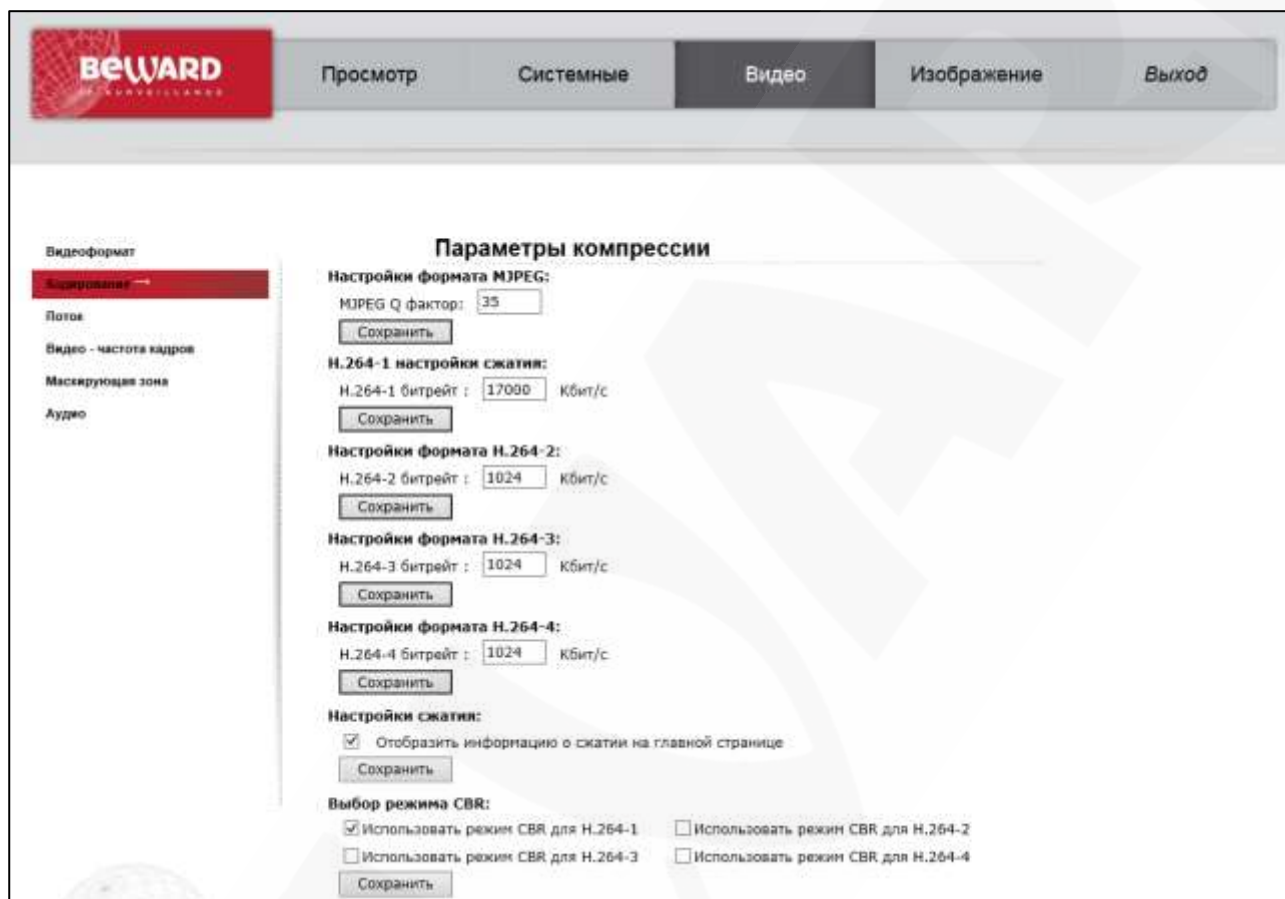 BEWARD
Просмотр Системные Видео Изображение Выход
Видеоформат
Кодирование →
Поток
Видео - частота кадров
Маскирующая зона
Аудио
Параметры компрессии
Настройки формата MJPEG:
MJPEG Q фактор: 35
Сохранить
H.264-1 настройки сжатия:
H.264-1 битрейт : 17000 Кбит/с
Сохранить
Настройки формата H.264-2:
H.264-2 битрейт : 1024 Кбит/с
Сохранить
Настройки формата H.264-3:
H.264-3 битрейт : 1024 Кбит/с
Сохранить
Настройки формата H.264-4:
H.264-4 битрейт : 1024 Кбит/с
Сохранить
Настройки сжатия:
Отобразить информацию о сжатии на главной странице
Сохранить
Выбор режима CBR:
Использовать режим CBR для H.264-1 Использовать режим CBR для H.264-2
Использовать режим CBR для H.264-3 Использовать режим CBR для H.264-4
Сохранить